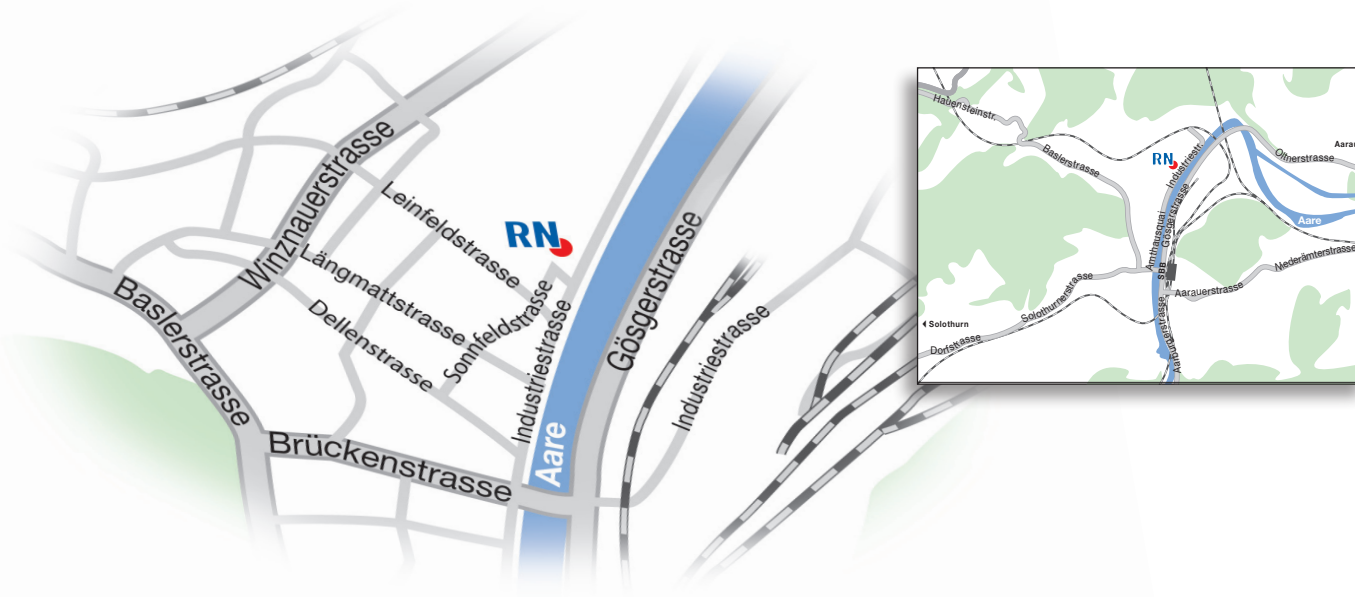 Winznauerstrasse
Leinfeldstrasse
RN
Längmattstrasse
Dellenstrasse
Sonnfeldstrasse
Industriestrasse
Gösgerstrasse
Industriestrasse
Baslerstrasse
Brückenstrasse
Aare
Hauensteinstr.
Baslerstrasse
RN
Industriestr.
Oltnerstrasse
Aarau
Aare
Amthausquai
Gösgerstrasse
SBB
Niederämterstrasse
Aarauerstrasse
Solothurnerstrasse
Solothurn
Dorfstrasse
Aarburgerstrasse